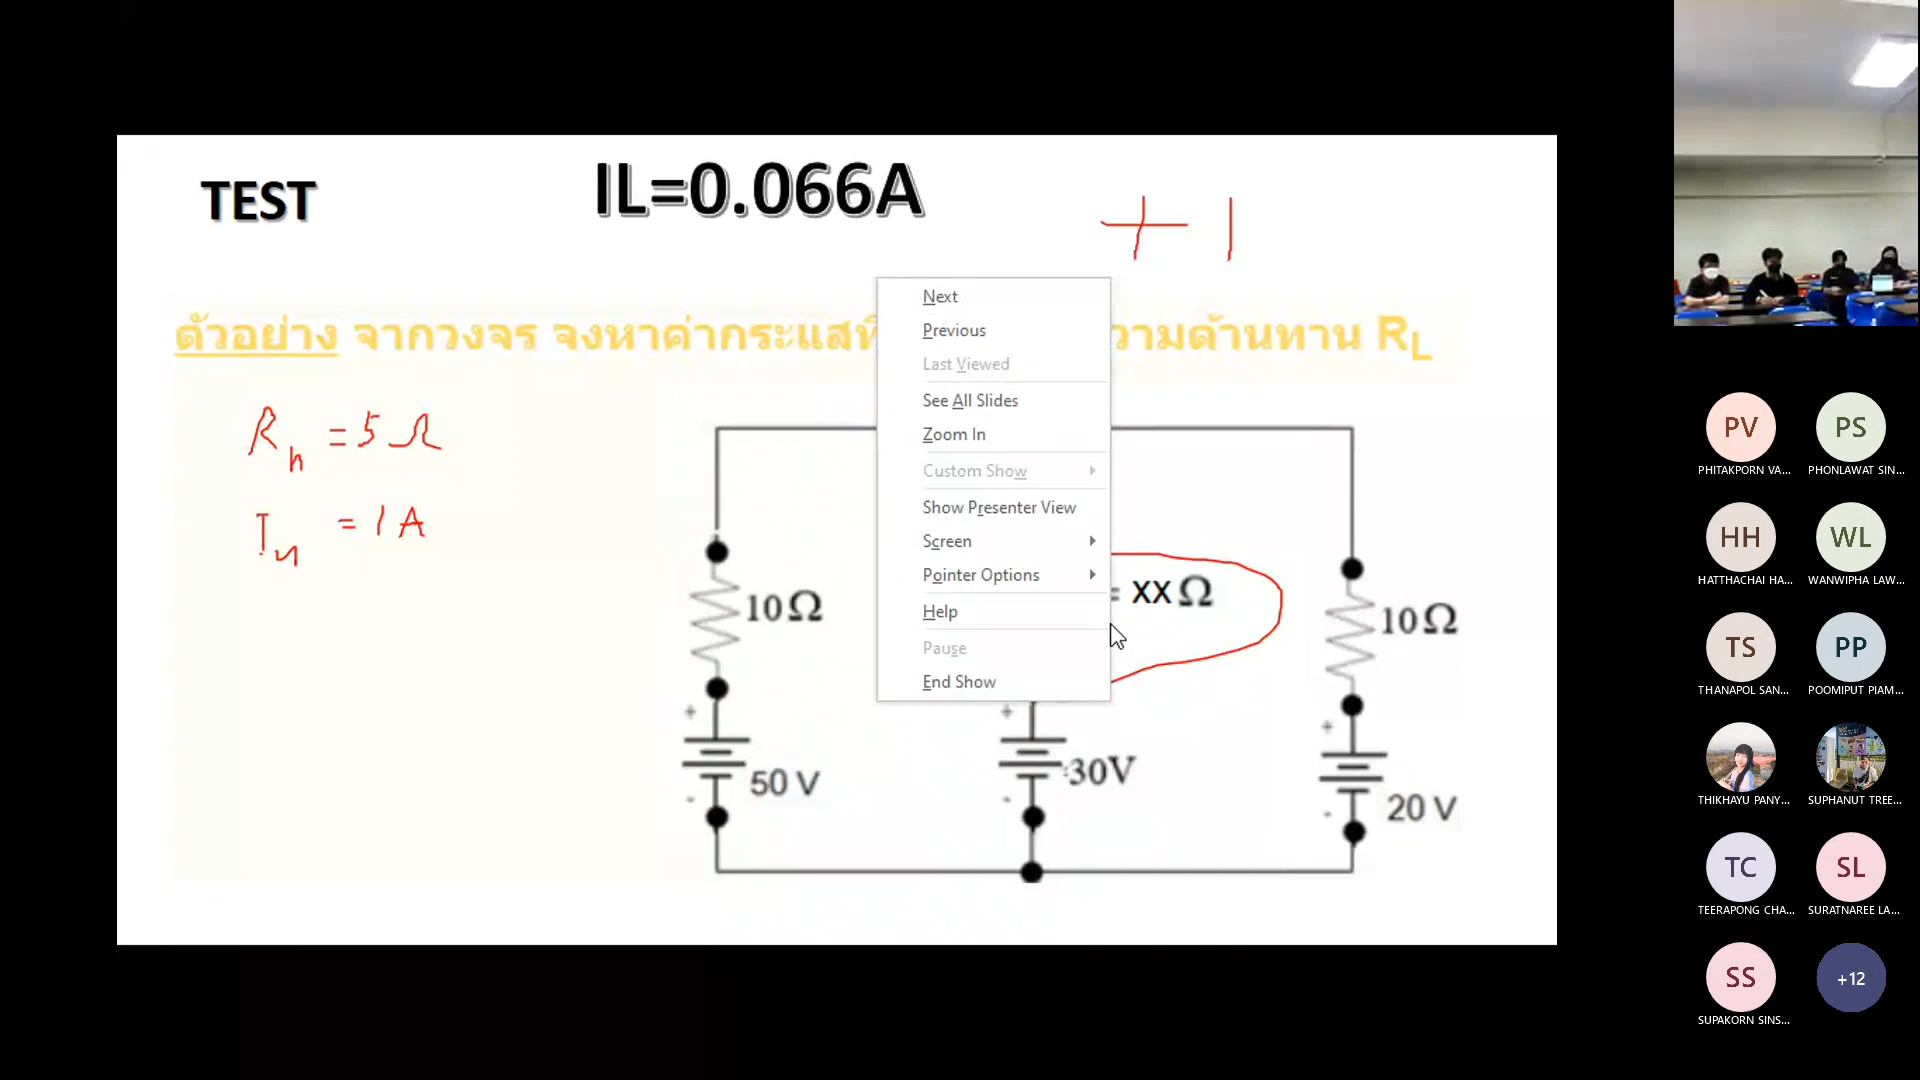 TEST
IL=0.066A
+1
ตัวอย่าง จากวงจร จงหาค่ากระแสที่
วามต้านทาน RL
Rn = 5 Ω
In = 1 A
Next
Previous
Last Viewed
See All Slides
Zoom In
Custom Show
Show Presenter View
Screen
Pointer Options
Help
Pause
End Show
10Ω
= XXΩ
10Ω
+
50 V
-
+
30V
-
+
20 V
-
PV
PHITAKPORN VA...
PS
PHONLAWAT SIN...
HH
HATTHACHAI HA...
WL
WANWIPHA LAW...
TS
THANAPOL SAN...
PP
POOMIPUT PIAM...
THIKHAYU PANY...
SUPHANUT TREE...
TC
TEERAPONG CHA...
SL
SURATNAREE LA...
SS
SUPAKORN SINS...
+12